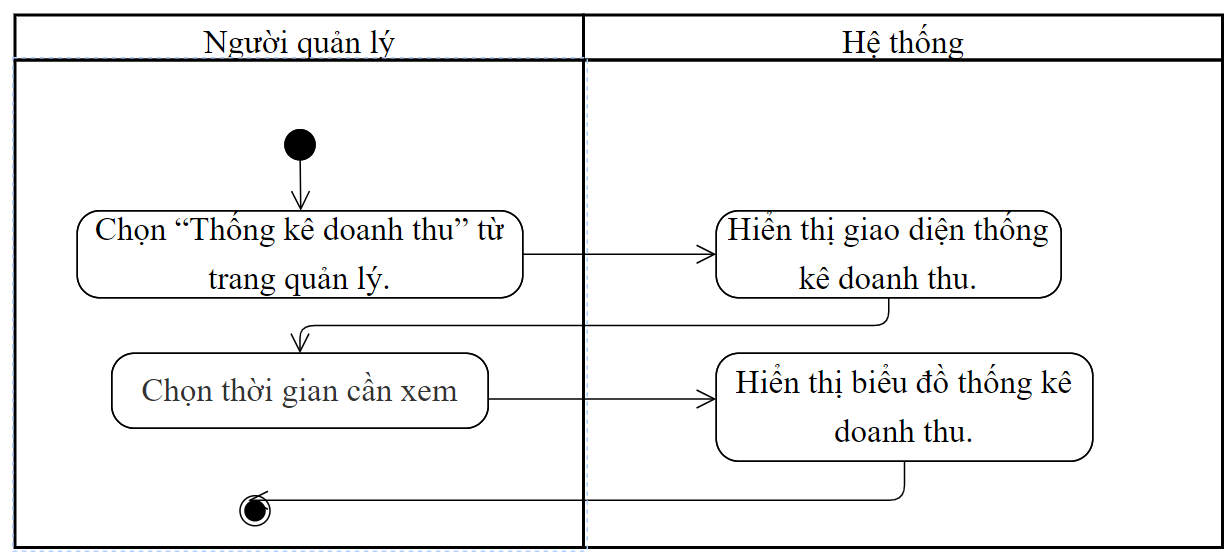 Người quản lý
Hệ thống
Chọn “Thống kê doanh thu” từ
trang quản lý.
Hiển thị giao diện thống
kê doanh thu.
Chọn thời gian cần xem
Hiển thị biểu đồ thống kê
doanh thu.